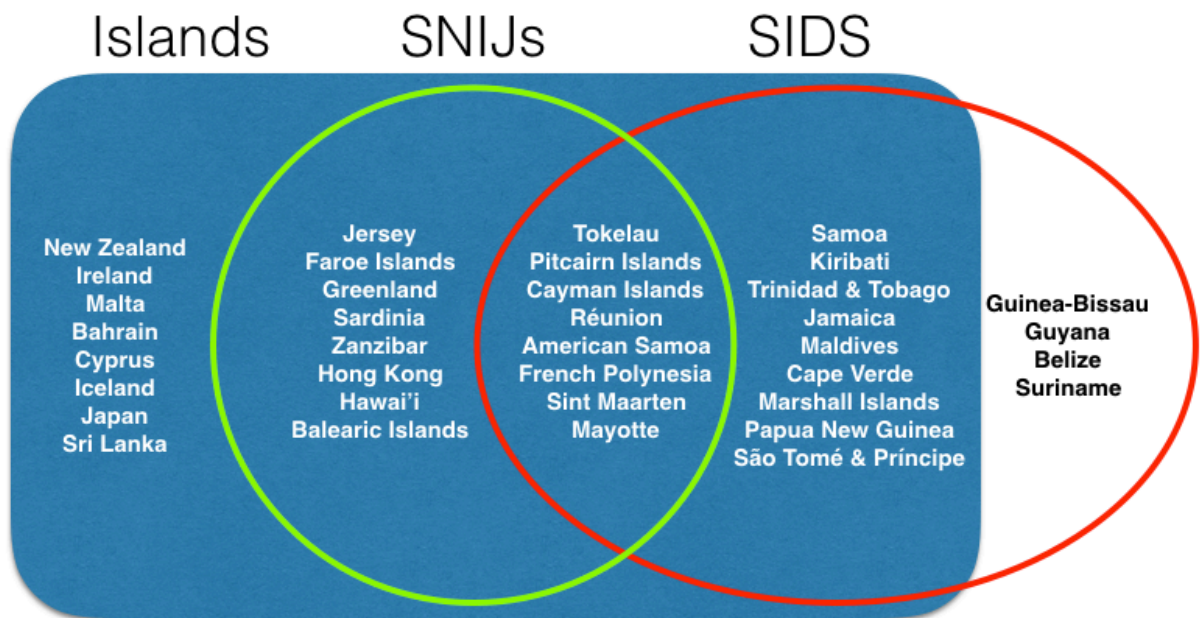 Islands
SNIJs
SIDS
New Zealand
Ireland
Malta
Bahrain
Cyprus
Iceland
Japan
Sri Lanka
Jersey
Faroe Islands
Greenland
Sardinia
Zanzibar
Hong Kong
Hawai’i
Balearic Islands
Tokelau
Pitcairn Islands
Cayman Islands
Réunion
American Samoa
French Polynesia
Sint Maarten
Mayotte
Samoa
Kiribati
Trinidad & Tobago
Jamaica
Maldives
Cape Verde
Marshall Islands
Papua New Guinea
São Tomé & Príncipe
Guinea-Bissau
Guyana
Belize
Suriname